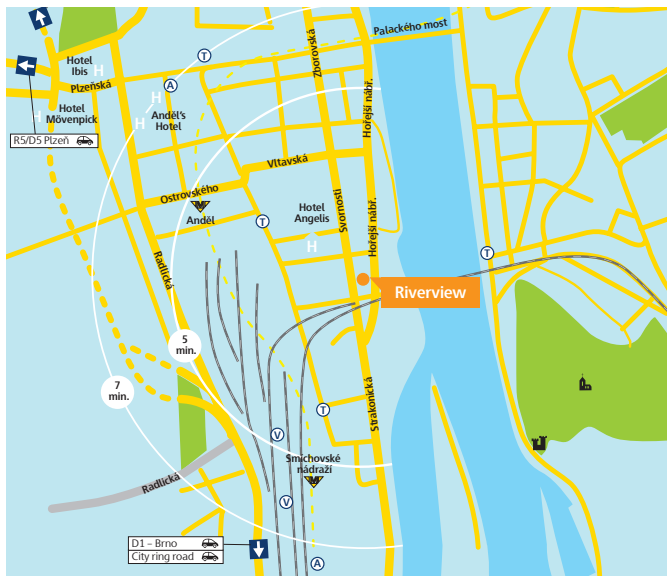 Palackého most
T
Zborovská
Hotel
Ibis
H
Plzeňská
A
Hořejší nábř.
H
Anděl's
Hotel
Hotel
Mövenpick
H
H
R5/D5 Plzeň
Vltavská
Ostrovského
M
Anděl
T
Hotel
Angelis
H
Svornosti
Hořejší nábř.
T
Radlická
Riverview
5
min.
7
min.
T
Strakonická
V
Smíchovské
nádraží
M
Radlická
V
D1 – Brno
City ring road
A